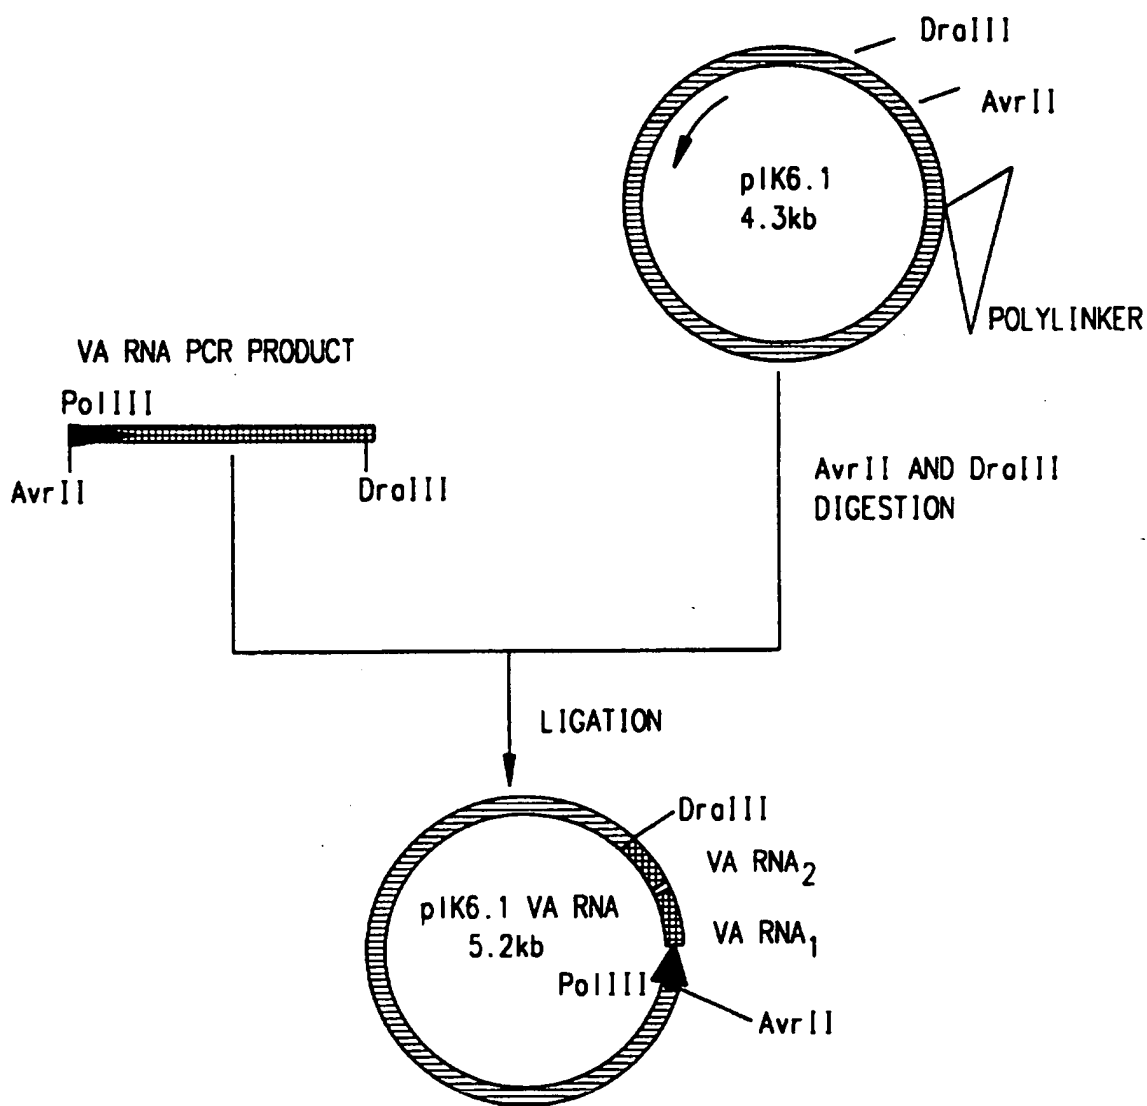 DraIII
AvrII
pIK6.1
4.3kb
POLYLINKER
VA RNA PCR PRODUCT
PolIII
AvrII
DraIII
AvrII AND DraIII
DIGESTION
LIGATION
DraIII
VA RNA2
pIK6.1 VA RNA
5.2kb
VA RNA1
PolIII
AvrII